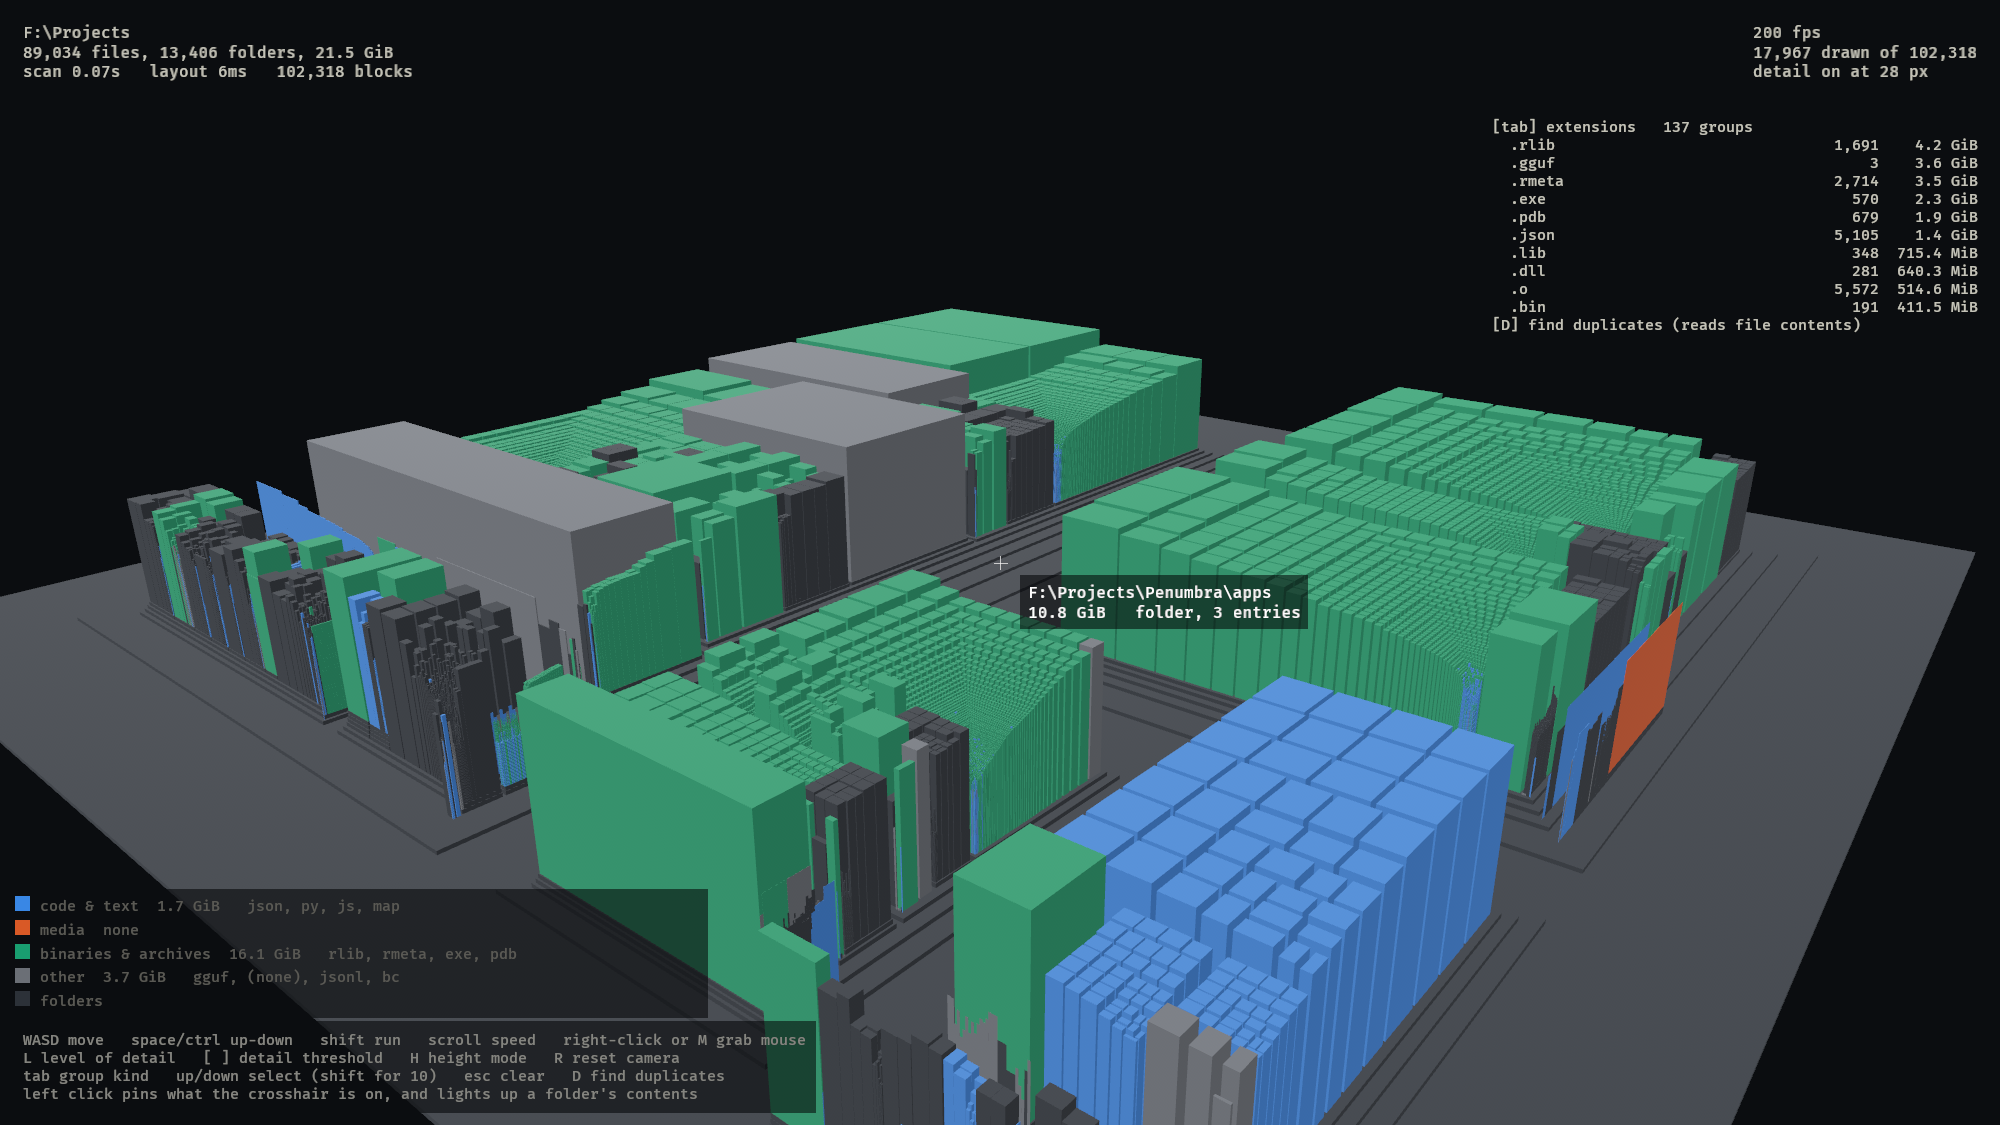 F:\Projects
89,034 files, 13,406 folders, 21.5 GiB
scan 0.07s   layout 6ms   102,318 blocks
200 fps
17,967 drawn of 102,318
detail on at 28 px
[tab] extensions   137 groups
.rlib   1,691   4.2 GiB
.gguf   3   3.6 GiB
.rmeta   2,714   3.5 GiB
.exe   570   2.3 GiB
.pdb   679   1.9 GiB
.json   5,105   1.4 GiB
.lib   348   715.4 MiB
.dll   281   640.3 MiB
.o   5,572   514.6 MiB
.bin   191   411.5 MiB
[D] find duplicates (reads file contents)
F:\Projects\Penumbra\apps
10.8 GiB   folder, 3 entries
code & text   1.7 GiB   json, py, js, map
media   none
binaries & archives   16.1 GiB   rlib, rmeta, exe, pdb
other   3.7 GiB   gguf, (none), jsonl, bc
folders
WASD move   space/ctrl up-down   shift run   scroll speed   right-click or M grab mouse
L level of detail   [ ] detail threshold   H height mode   R reset camera
tab group kind   up/down select (shift for 10)   esc clear   D find duplicates
left click pins what the crosshair is on, and lights up a folder's contents